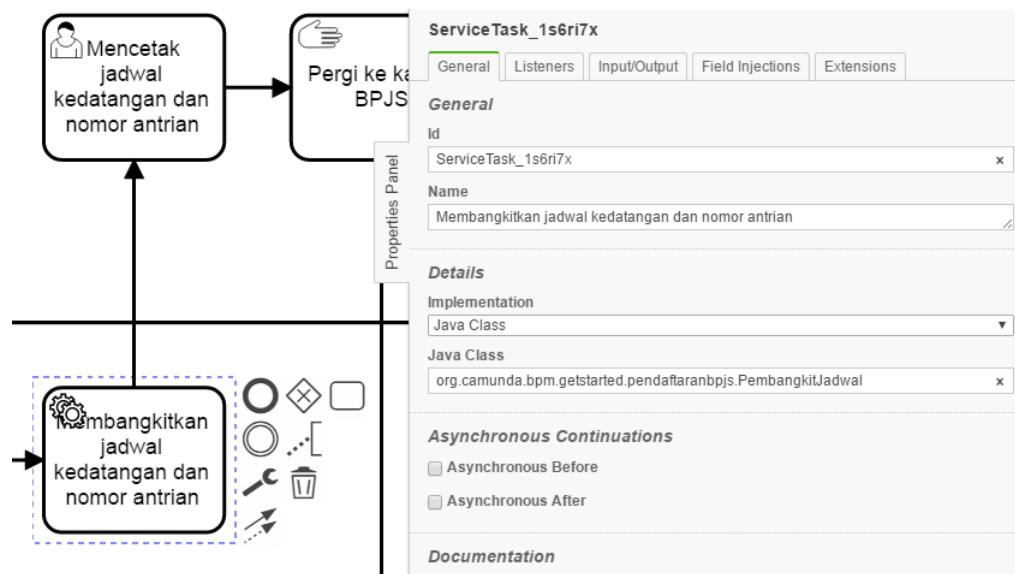 Mencetak
jadwal
kedatangan dan
nomor antrian
Pergi ke ka
BPJS
Membangkitkan
jadwal
kedatangan dan
nomor antrian
Properties Panel
ServiceTask_1s6ri7x
General Listeners Input/Output Field Injections Extensions
General
Id
ServiceTask_1s6ri7x x
Name
Membangkitkan jadwal kedatangan dan nomor antrian
Details
Implementation
Java Class
Java Class
org.camunda.bpm.getstarted.pendaftaranbpjs.PembangkitJadwal x
Asynchronous Continuations
Asynchronous Before
Asynchronous After
Documentation